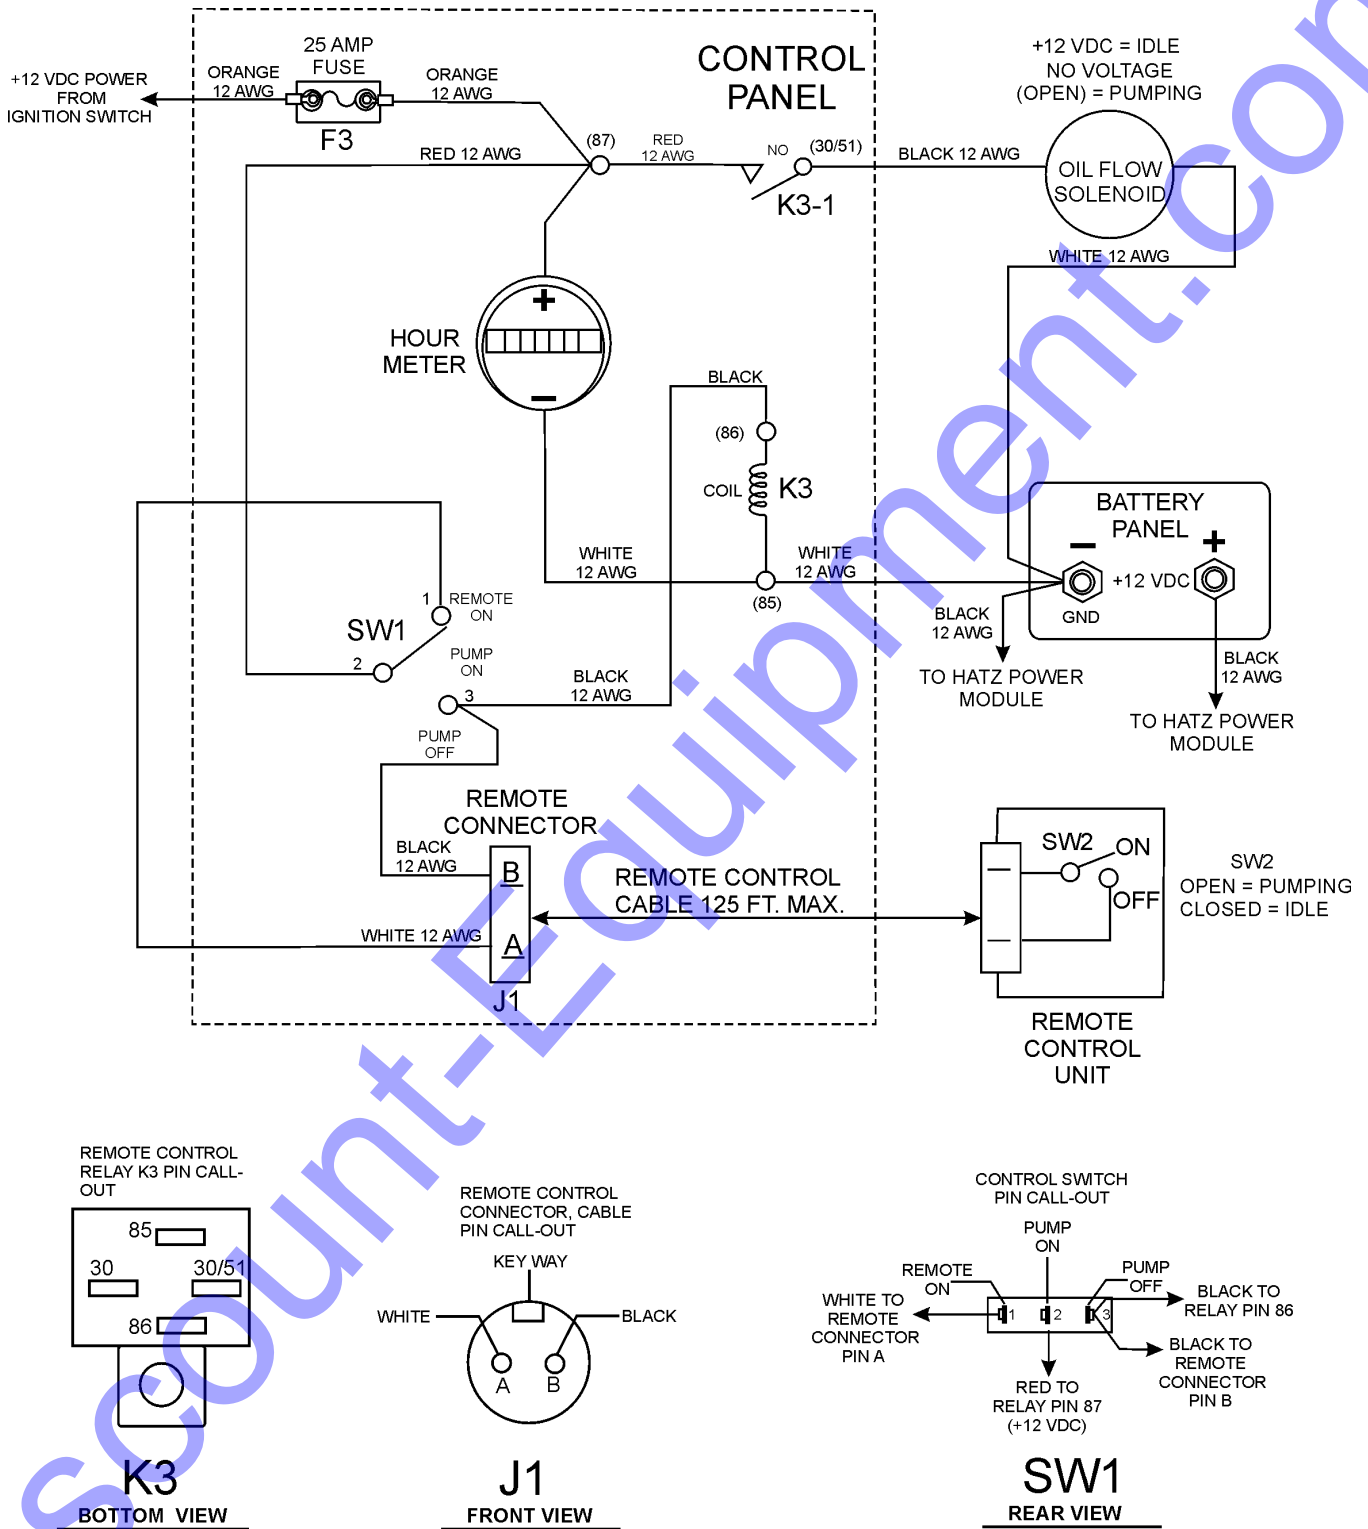 25 AMP
FUSE
+12 VDC POWER
FROM
IGNITION SWITCH
ORANGE
12 AWG
ORANGE
12 AWG
F3
CONTROL
PANEL
+12 VDC = IDLE
NO VOLTAGE
(OPEN) = PUMPING
RED 12 AWG
(87)
RED
12 AWG
NO
(30/51)
K3-1
BLACK 12 AWG
OIL FLOW
SOLENOID
WHITE 12 AWG
HOUR
METER
+
−
BLACK
(86)
COIL
K3
WHITE
12 AWG
WHITE
12 AWG
(85)
BATTERY
PANEL
−
+
+12 VDC
GND
BLACK
12 AWG
TO HATZ POWER
MODULE
BLACK
12 AWG
TO HATZ POWER
MODULE
1
REMOTE
ON
SW1
2
PUMP
ON
3
BLACK
12 AWG
PUMP
OFF
REMOTE
CONNECTOR
BLACK
12 AWG
B
WHITE 12 AWG
A
J1
REMOTE CONTROL
CABLE 125 FT. MAX.
SW2
ON
OFF
SW2
OPEN = PUMPING
CLOSED = IDLE
REMOTE
CONTROL
UNIT
REMOTE CONTROL
RELAY K3 PIN CALL-
OUT
85
30
30/51
86
K3
BOTTOM VIEW
REMOTE CONTROL
CONNECTOR, CABLE
PIN CALL-OUT
KEY WAY
WHITE
BLACK
A
B
J1
FRONT VIEW
CONTROL SWITCH
PIN CALL-OUT
PUMP
ON
REMOTE
ON
PUMP
OFF
WHITE TO
REMOTE
CONNECTOR
PIN A
1
2
3
BLACK TO
RELAY PIN 86
BLACK TO
REMOTE
CONNECTOR
PIN B
RED TO
RELAY PIN 87
(+12 VDC)
SW1
REAR VIEW
scount-Equipment.com